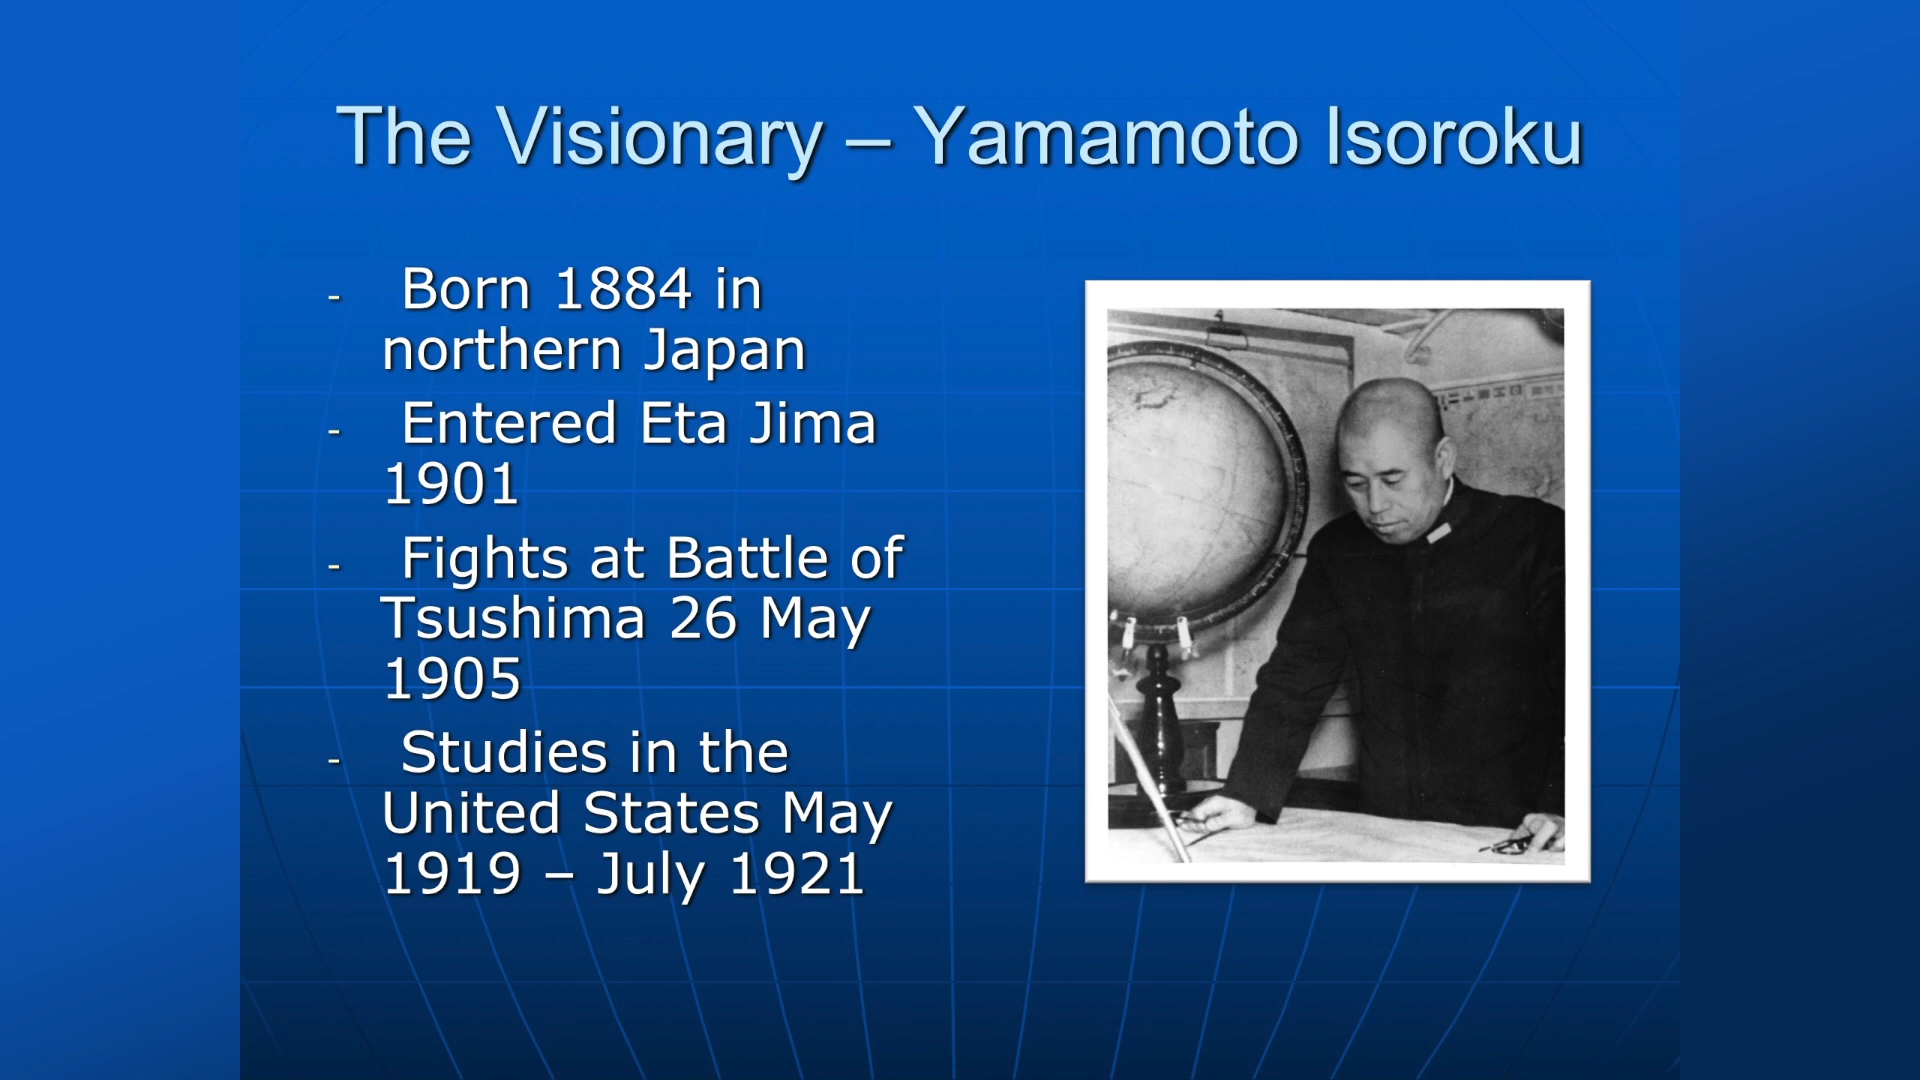 The Visionary – Yamamoto Isoroku
- Born 1884 in
northern Japan
- Entered Eta Jima
1901
- Fights at Battle of
Tsushima 26 May
1905
- Studies in the
United States May
1919 – July 1921